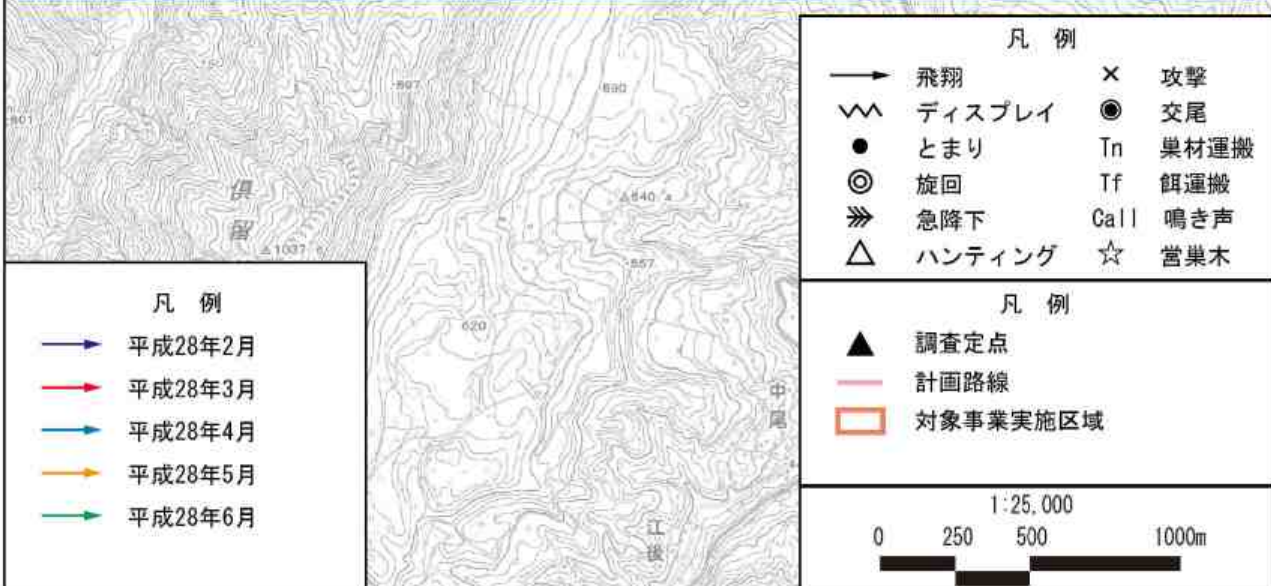 凡 例
飛翔 × 攻撃
ディスプレイ 交尾
とまり Tn 巣材運搬
旋回 Tf 餌運搬
急降下 Call 鳴き声
ハンティング 営巣木
凡 例
調査定点
計画路線
対象事業実施区域
1:25,000
0 250 500 1000m
凡 例
平成28年2月
平成28年3月
平成28年4月
平成28年5月
平成28年6月
690
640
557
620
1037
倶留
中尾
江後